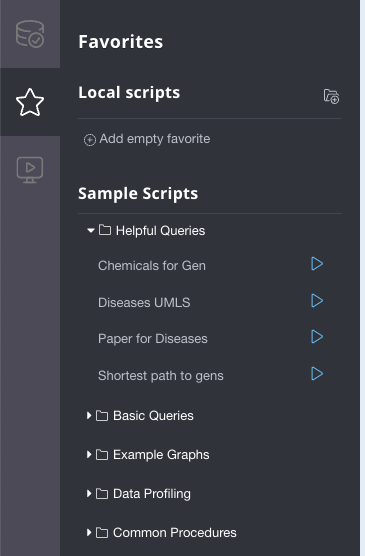 Favorites
Local scripts
Add empty favorite
Sample Scripts
Helpful Queries
Chemicals for Gen
Diseases UMLS
Paper for Diseases
Shortest path to gens
Basic Queries
Example Graphs
Data Profiling
Common Procedures